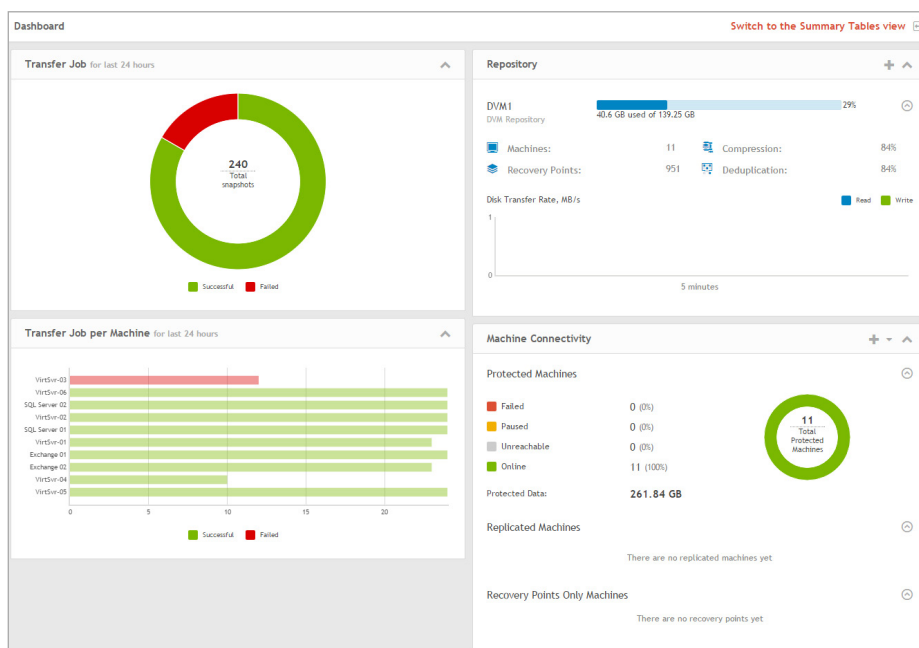 Dashboard
Switch to the Summary Tables view
Transfer Job for last 24 hours
240
Total
snapshots
Successful Failed
Transfer Job per Machine for last 24 hours
VirtSvr-03
VirtSvr-06
SQL Server 02
VirtSvr-02
SQL Server 01
VirtSvr-01
Exchange 01
Exchange 02
VirtSvr-04
VirtSvr-05
0 5 10 15 20
Successful Failed
Repository
DVM1 29%
DVM Repository 40.6 GB used of 139.25 GB
Machines: 11 Compression: 84%
Recovery Points: 951 Deduplication: 84%
Disk Transfer Rate, MB/s Read Write
1
0
5 minutes
Machine Connectivity
Protected Machines
Failed 0 (0%)
Paused 0 (0%)
Unreachable 0 (0%)
Online 11 (100%)
11
Total
Protected
Machines
Protected Data: 261.84 GB
Replicated Machines
There are no replicated machines yet
Recovery Points Only Machines
There are no recovery points yet